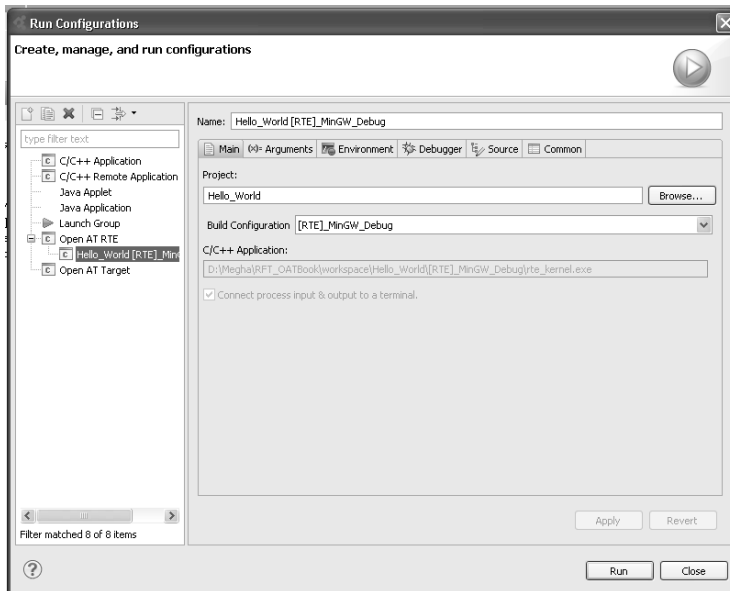 Run Configurations
Create, manage, and run configurations
type filter text
C/C++ Application
C/C++ Remote Application
Java Applet
Java Application
Launch Group
Open AT RTE
Hello_World [RTE]_Min
Open AT Target
Filter matched 8 of 8 items
Name: Hello_World [RTE]_MinGW_Debug
Main (x)= Arguments Environment Debugger Source Common
Project:
Hello_World Browse...
Build Configuration [RTE]_MinGW_Debug
C/C++ Application:
D:\Megha\RFT_OATBook\workspace\Hello_World\[RTE]_MinGW_Debug\rte_kernel.exe
Connect process input & output to a terminal.
Apply Revert
? Run Close